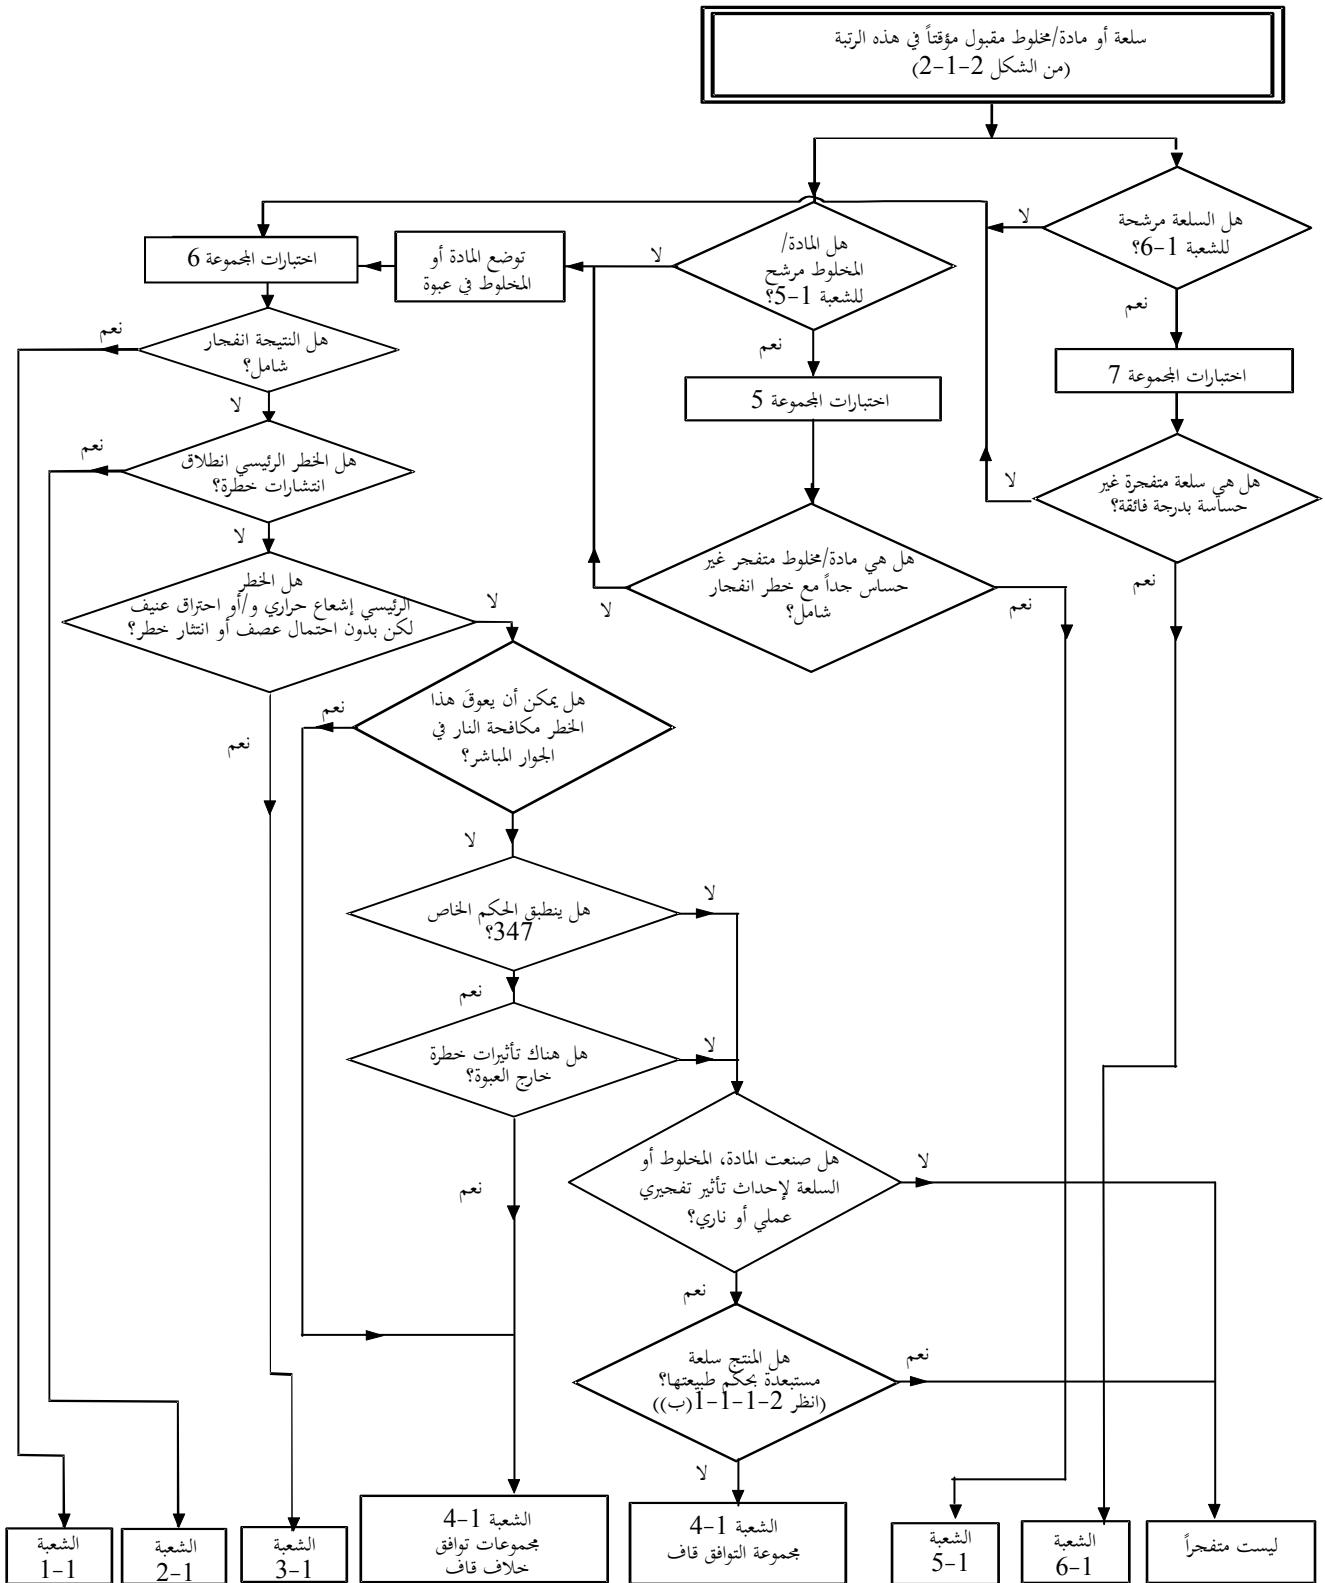 سلعة أو مادة/مخلوط مقبول مؤقتاً في هذه الرتبة
(من الشكل 2-1-2)
هل السلعة مرشحة
للشعبة 1-6؟
لا
نعم
هل المادة/
المخلوط مرشح
للشعبة 1-5؟
لا
نعم
توضع المادة أو
المخلوط في عبوة
اختبارات المجموعة 6
اختبارات المجموعة 7
اختبارات المجموعة 5
هل النتيجة انفجار
شامل؟
نعم
لا
هل هي سلعة متفجرة غير
حساسة بدرجة فائقة؟
لا
نعم
هل الخطر الرئيسي انطلاق
انتشارات خطرة؟
نعم
لا
هل هي مادة/مخلوط متفجر غير
حساس جداً مع خطر انفجار
شامل؟
لا
نعم
هل الخطر
الرئيسي إشعاع حراري و/أو احتراق عنيف
لكن بدون احتمال عصف أو انتثار خطر؟
لا
نعم
هل يمكن أن يعوقَ هذا
الخطر مكافحة النار في
الجوار المباشر؟
نعم
لا
هل ينطبق الحكم الخاص
347؟
لا
نعم
هل هناك تأثيرات خطرة
خارج العبوة؟
لا
نعم
هل صنعت المادة، المخلوط أو
السلعة لإحداث تأثير تفجيري
عملي أو ناري؟
لا
نعم
هل المنتج سلعة
مستبعدة بحكم طبيعتها؟
(انظر 2-1-1-1(ب))
نعم
لا
ليست متفجراً
الشعبة
1-6
الشعبة
1-5
الشعبة 1-4
مجموعة التوافق قاف
الشعبة 1-4
مجموعات توافق
خلاف قاف
الشعبة
1-3
الشعبة
1-2
الشعبة
1-1